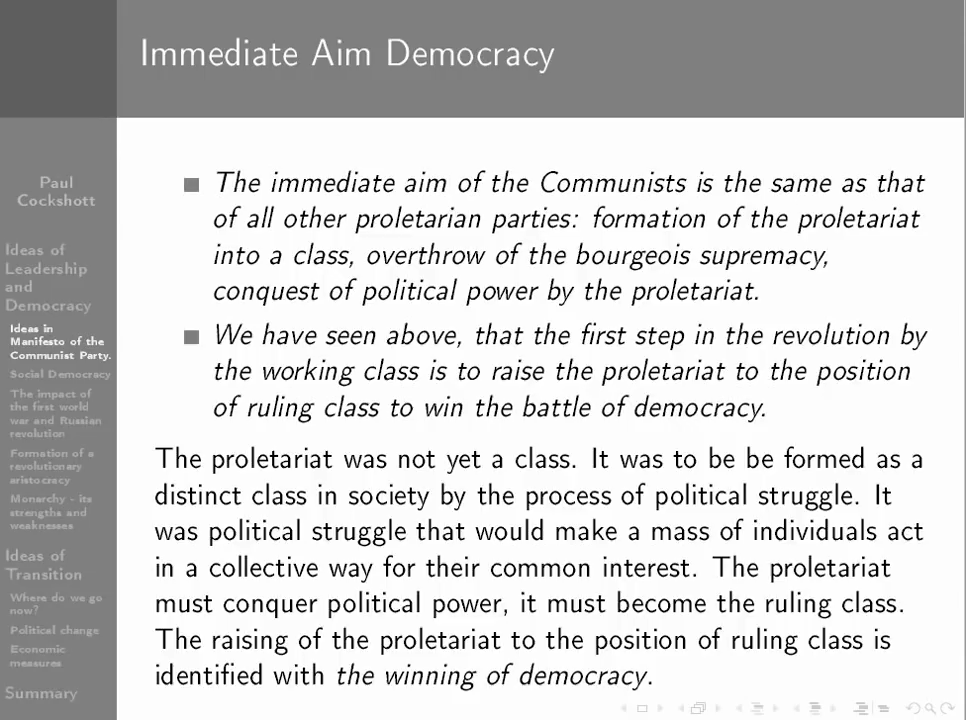 Immediate Aim Democracy
Paul
Cockshott
Ideas of
Leadership
and
Democracy
Ideas in
Manifesto of the
Communist Party.
Social Democracy
The impact of
the first world
war and Russian
revolution
Formation of a
revolutionary
aristocracy
Monarchy - its
strengths and
weaknesses
Ideas of
Transition
Where do we go
now?
Political change
Economic
measures
Summary
The immediate aim of the Communists is the same as that
of all other proletarian parties: formation of the proletariat
into a class, overthrow of the bourgeois supremacy,
conquest of political power by the proletariat.
We have seen above, that the first step in the revolution by
the working class is to raise the proletariat to the position
of ruling class to win the battle of democracy.
The proletariat was not yet a class. It was to be be formed as a
distinct class in society by the process of political struggle. It
was political struggle that would make a mass of individuals act
in a collective way for their common interest. The proletariat
must conquer political power, it must become the ruling class.
The raising of the proletariat to the position of ruling class is
identified with the winning of democracy.